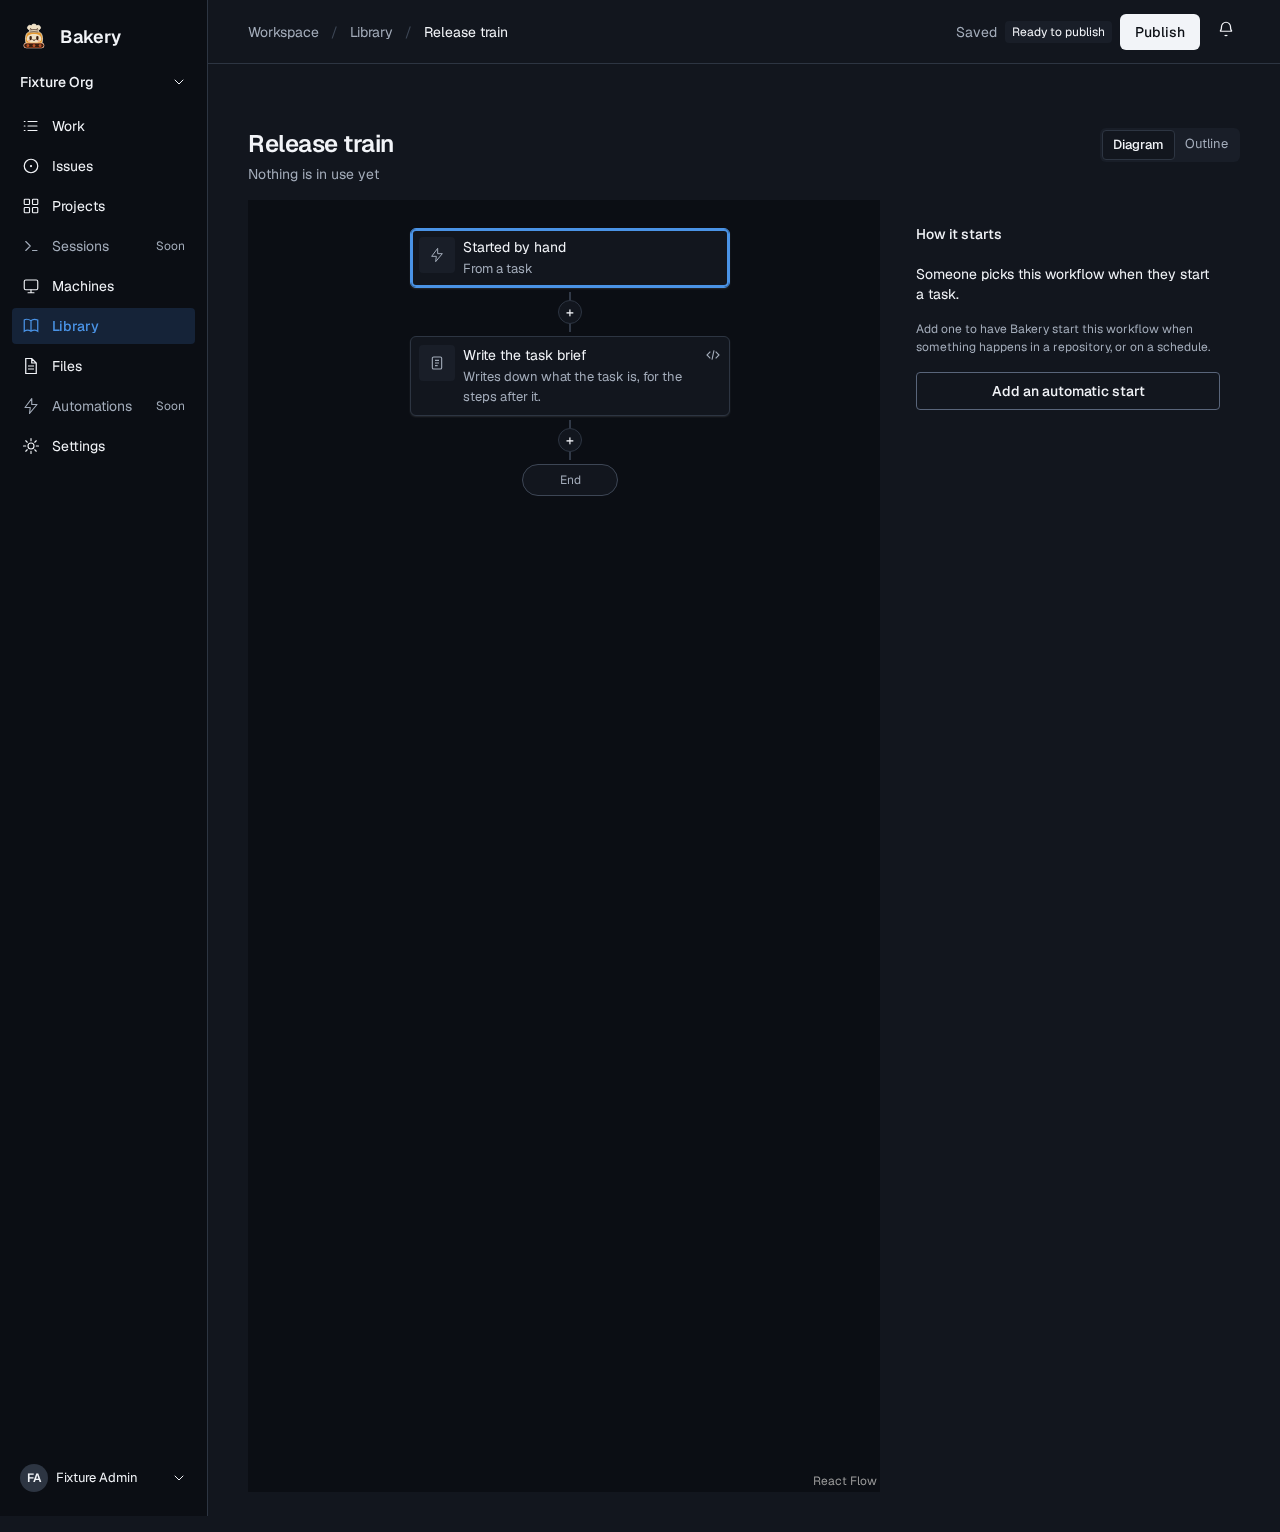 Bakery
Fixture Org
Work
Issues
Projects
Sessions Soon
Machines
Library
Files
Automations Soon
Settings
FA Fixture Admin
Workspace / Library / Release train
Saved Ready to publish Publish
Release train
Nothing is in use yet
Diagram Outline
Started by hand
From a task
+
Write the task brief
Writes down what the task is, for the
steps after it.
+
End
React Flow
How it starts
Someone picks this workflow when they start
a task.
Add one to have Bakery start this workflow when
something happens in a repository, or on a schedule.
Add an automatic start